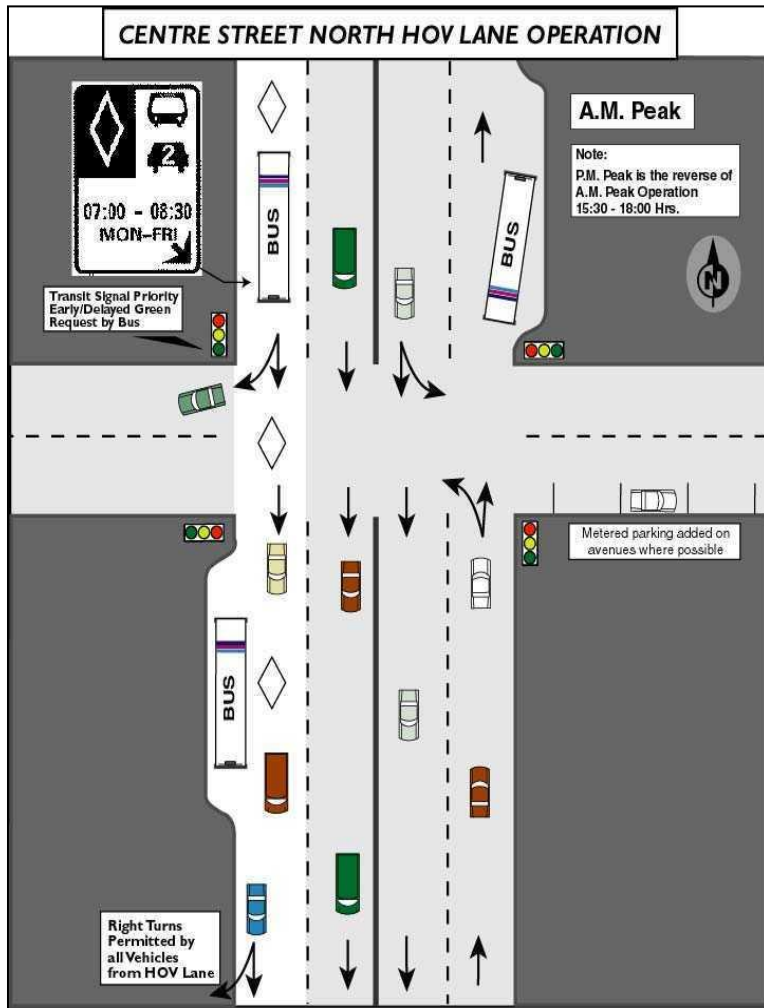 CENTRE STREET NORTH HOV LANE OPERATION
2
07:00 - 08:30
MON-FRI
A.M. Peak
Note:
P.M. Peak is the reverse of
A.M. Peak Operation
15:30 - 18:00 Hrs.
BUS
BUS
N
Transit Signal Priority
Early/Delayed Green
Request by Bus
Metered parking added on
avenues where possible
BUS
Right Turns
Permitted by
all Vehicles
from HOV Lane